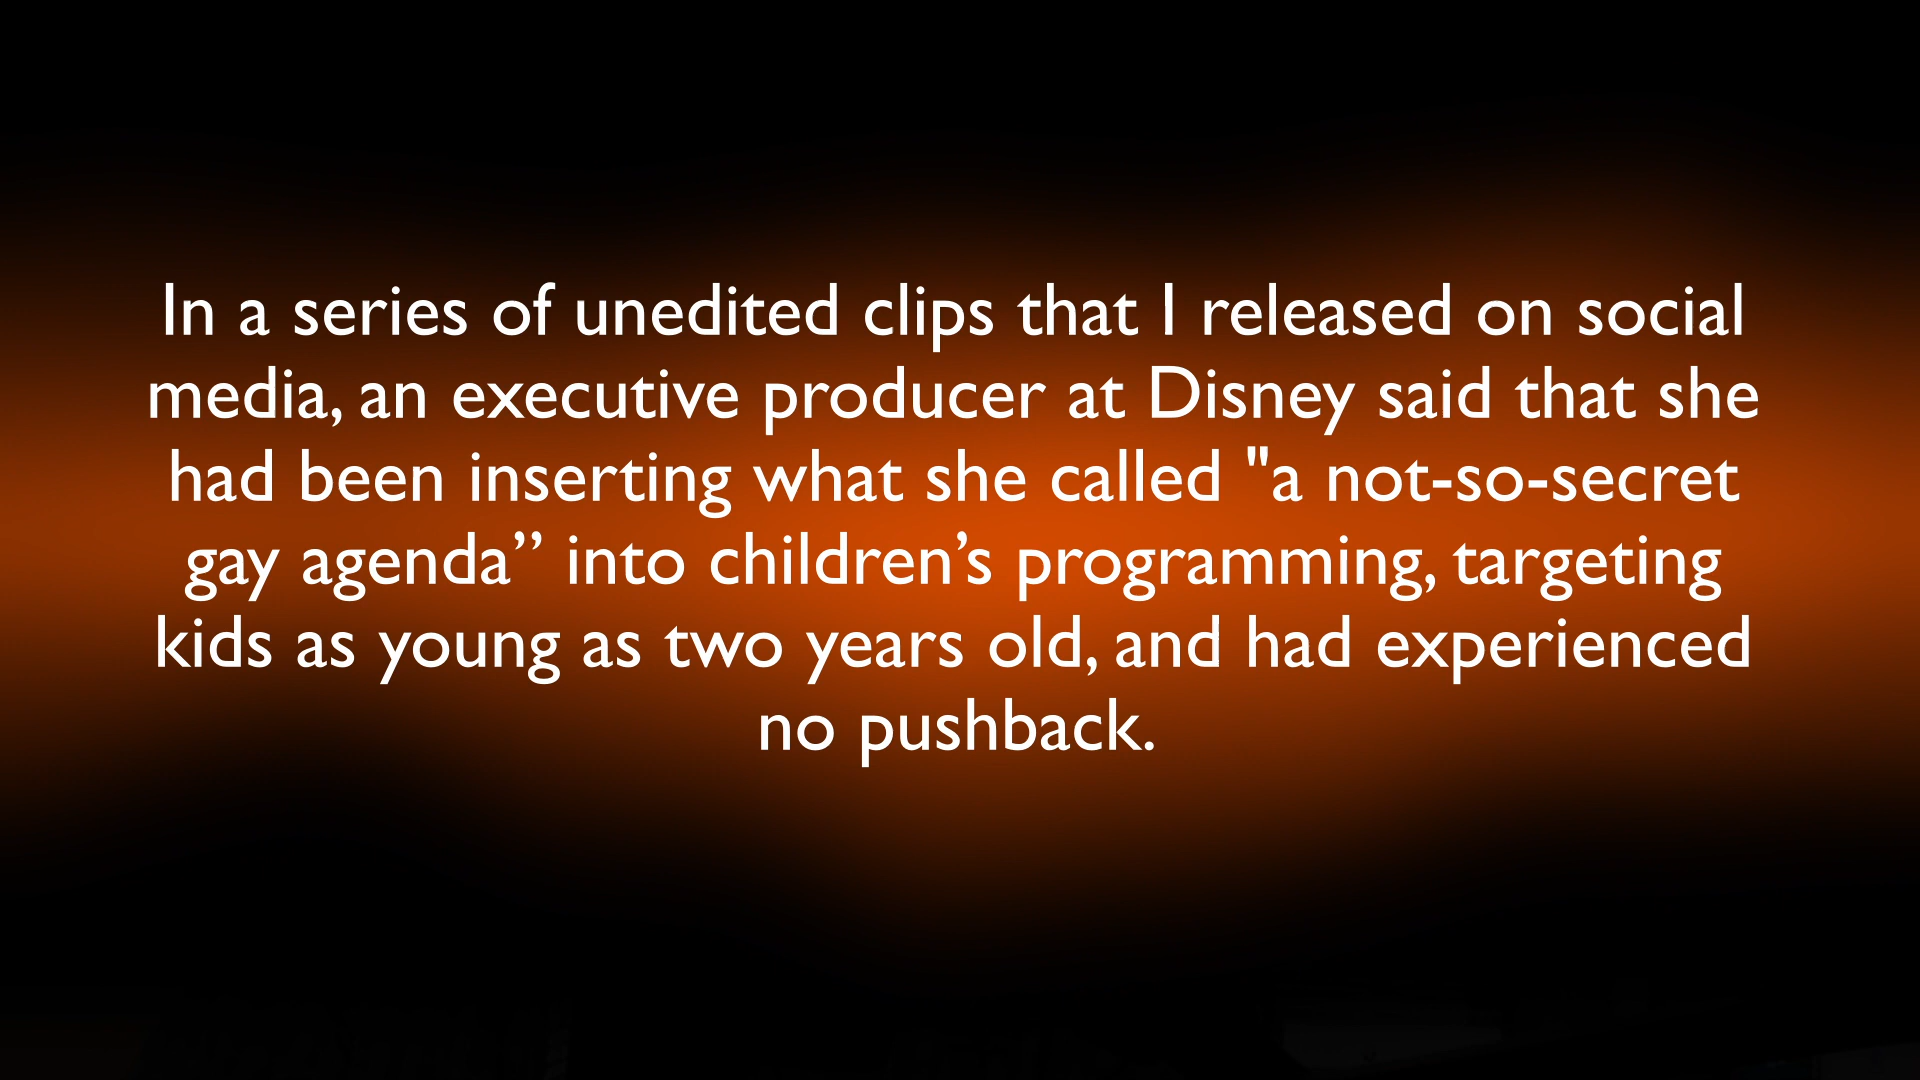 In a series of unedited clips that I released on social
media, an executive producer at Disney said that she
had been inserting what she called "a not-so-secret
gay agenda” into children’s programming, targeting
kids as young as two years old, and had experienced
no pushback.